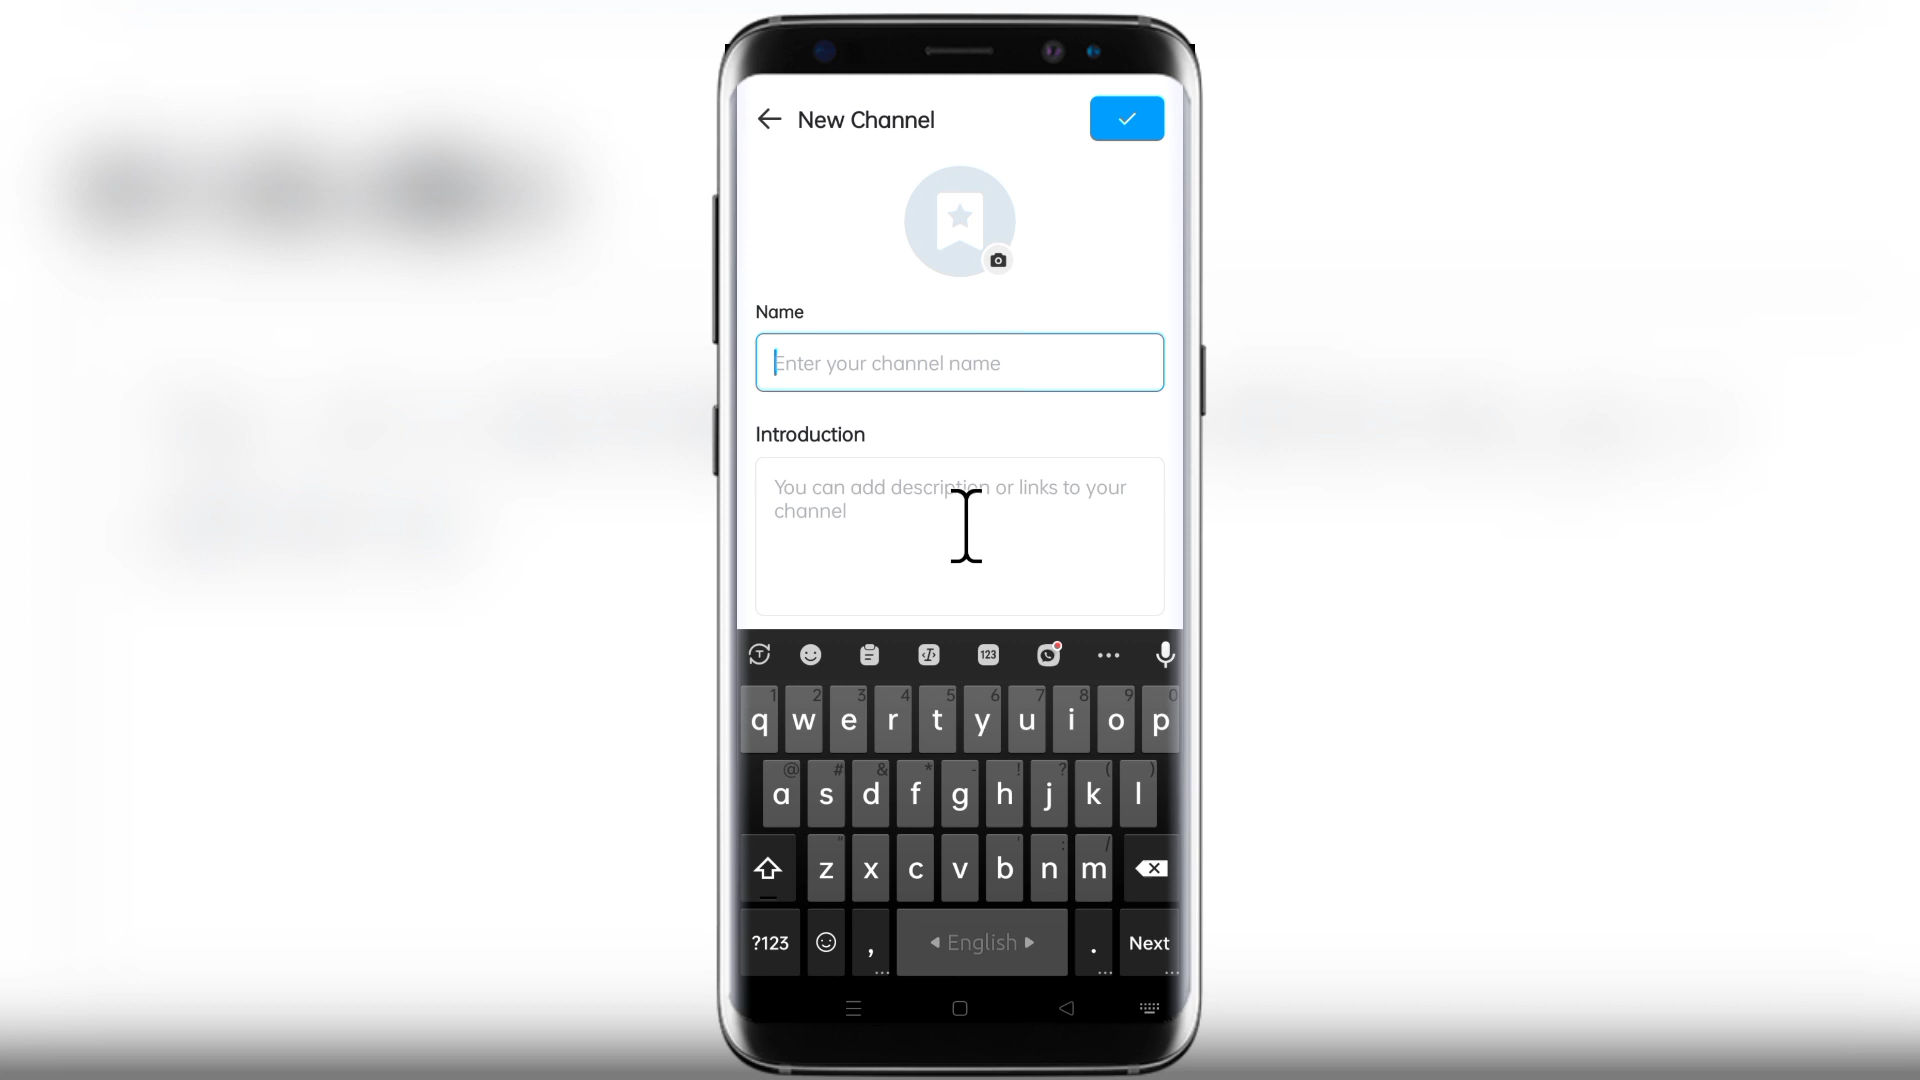 New Channel
Name
Enter your channel name
Introduction
You can add description or links to your
channel
123
1 2 3 4 5 6 7 8 9 0
q w e r t y u i o p
@ # & * - ! ? ( )
a s d f g h j k l
" ' : /
z x c v b n m
?123 , English . Next